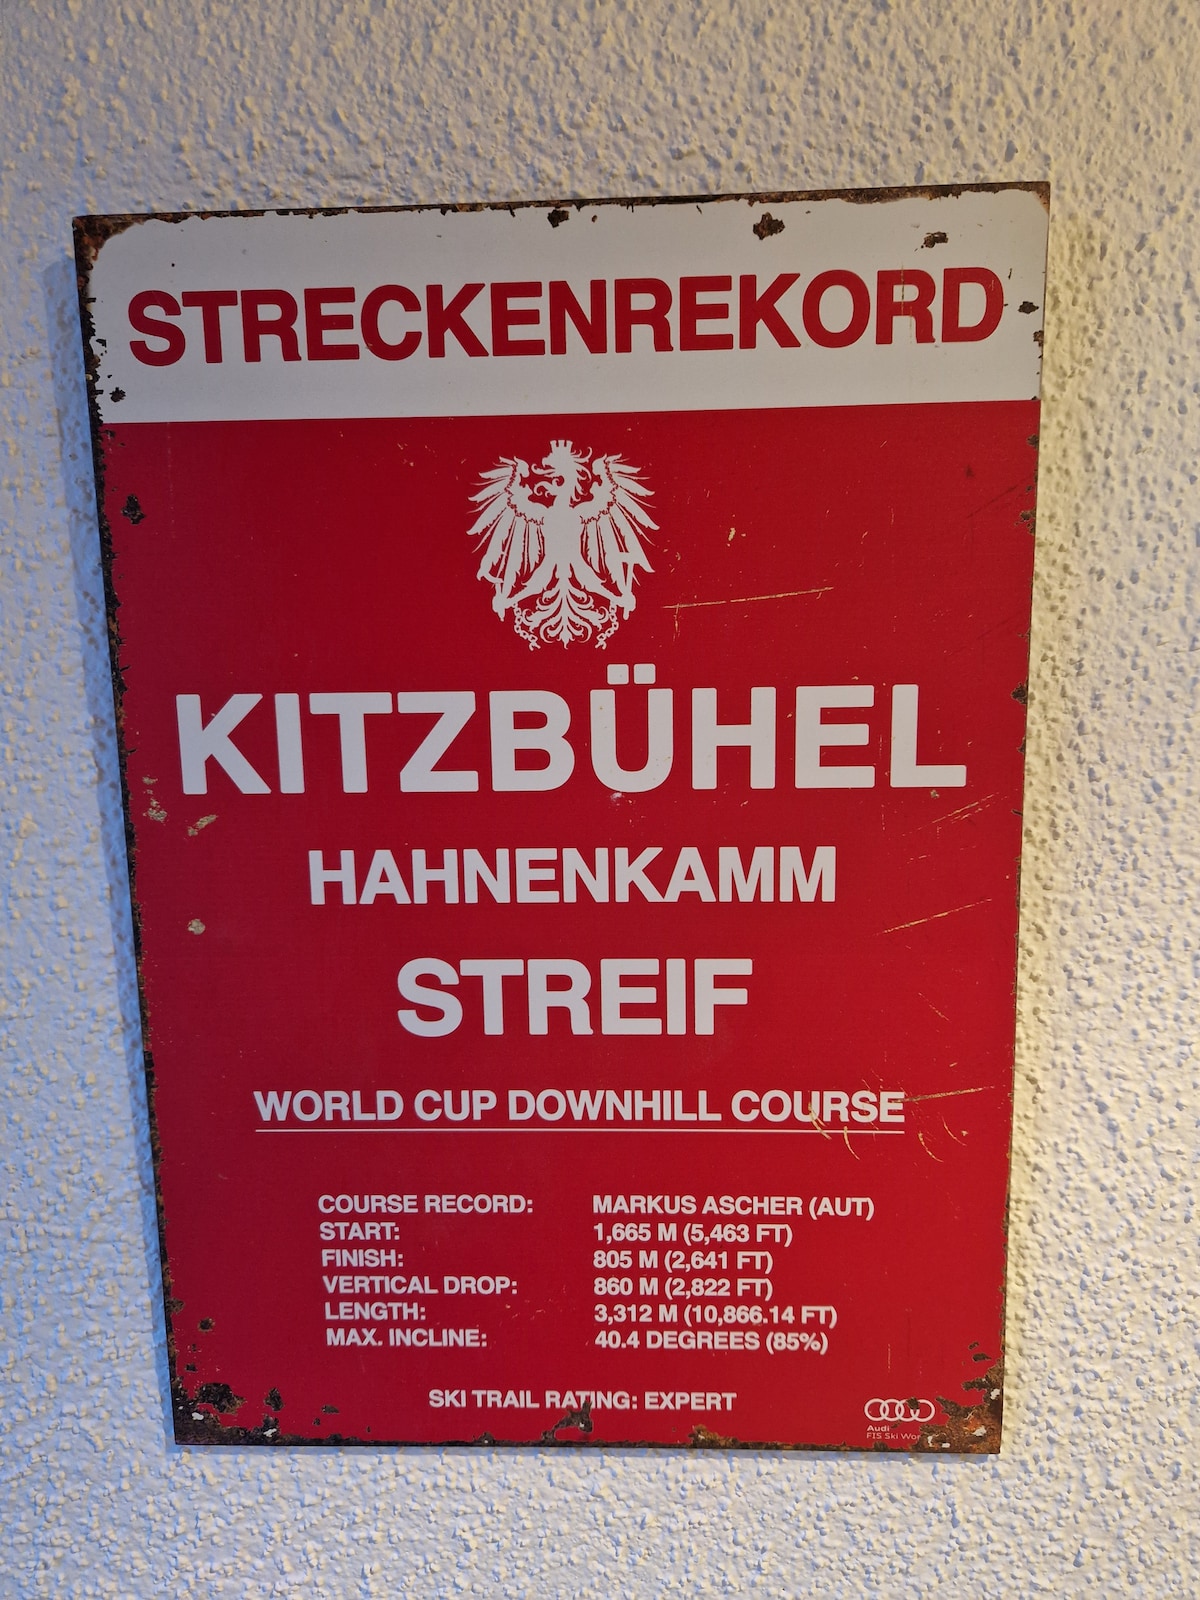 STRECKENREKORD
KITZBÜHEL
HAHNENKAMM
STREIF
WORLD CUP DOWNHILL COURSE
COURSE RECORD: MARKUS ASCHER (AUT)
START: 1,665 M (5,463 FT)
FINISH: 805 M (2,641 FT)
VERTICAL DROP: 860 M (2,822 FT)
LENGTH: 3,312 M (10,866.14 FT)
MAX. INCLINE: 40.4 DEGREES (85%)
SKI TRAIL RATING: EXPERT
Audi
FIS Ski